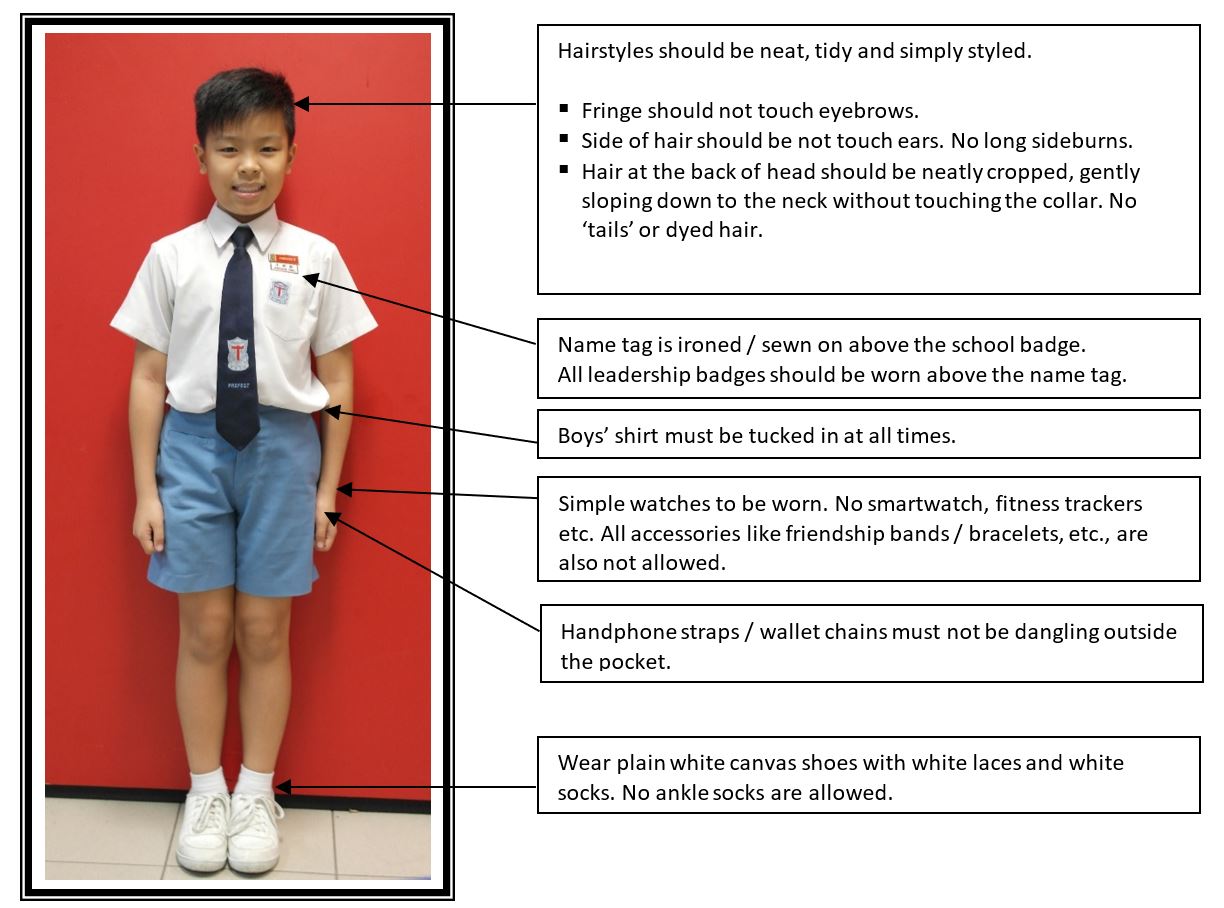 Hairstyles should be neat, tidy and simply styled.
▪ Fringe should not touch eyebrows.
▪ Side of hair should be not touch ears. No long sideburns.
▪ Hair at the back of head should be neatly cropped, gently
sloping down to the neck without touching the collar. No
‘tails’ or dyed hair.
Name tag is ironed / sewn on above the school badge.
All leadership badges should be worn above the name tag.
T
T
PREFECT
Boys’ shirt must be tucked in at all times.
Simple watches to be worn. No smartwatch, fitness trackers
etc. All accessories like friendship bands / bracelets, etc., are
also not allowed.
Handphone straps / wallet chains must not be dangling outside
the pocket.
Wear plain white canvas shoes with white laces and white
socks. No ankle socks are allowed.